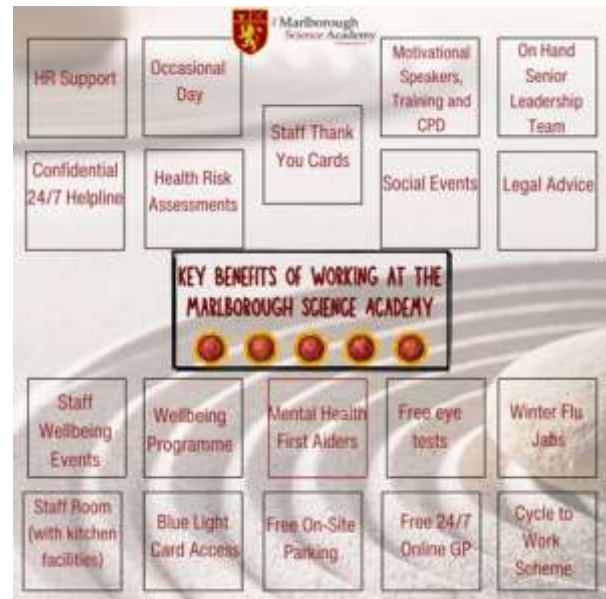 The Marlborough
Science Academy
HR Support
Occasional
Day
Staff Thank
You Cards
Motivational
Speakers,
Training and
CPD
On Hand
Senior
Leadership
Team
Confidential
24/7 Helpline
Health Risk
Assessments
Social Events
Legal Advice
KEY BENEFITS OF WORKING AT THE
MARLBOROUGH SCIENCE ACADEMY
Staff
Wellbeing
Events
Wellbeing
Programme
Mental Health
First Aiders
Free eye
tests
Winter Flu
Jabs
Staff Room
(with kitchen
facilities)
Blue Light
Card Access
Free On-Site
Parking
Free 24/7
Online GP
Cycle to
Work
Scheme